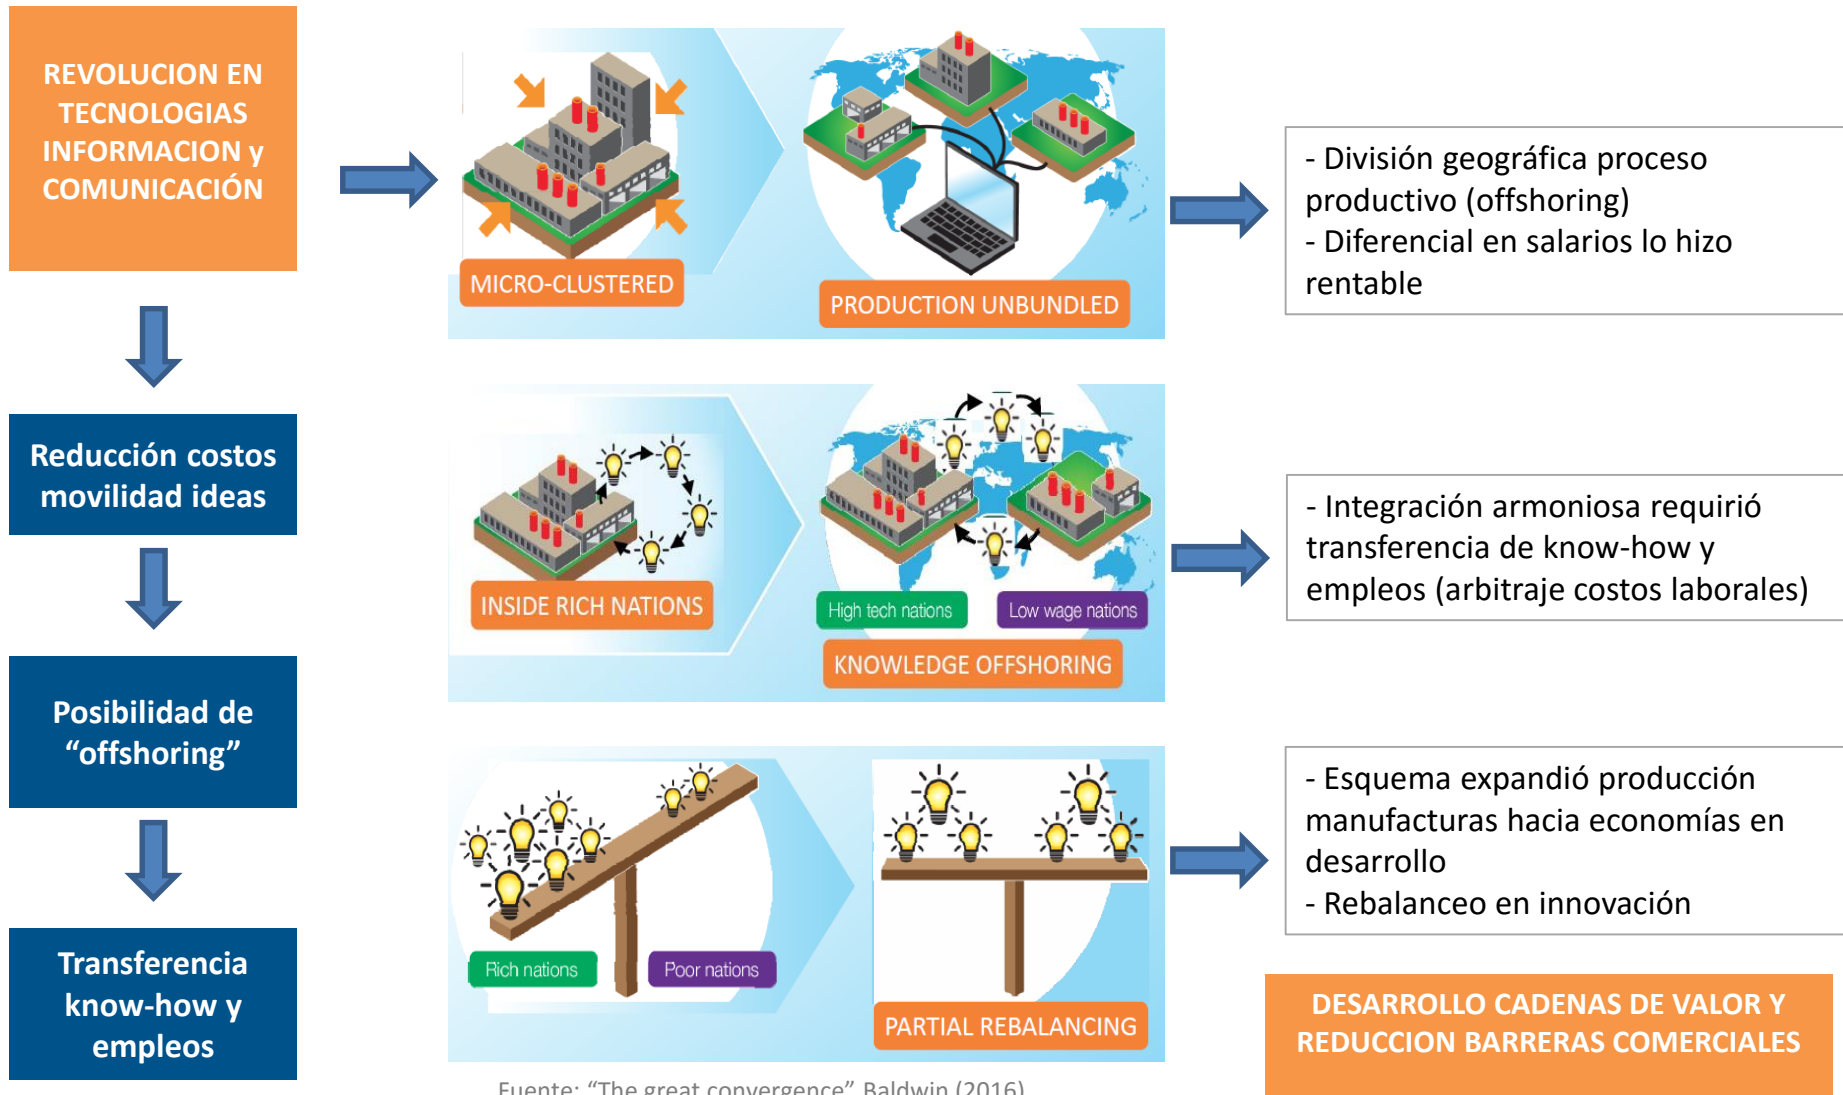 REVOLUCION EN
TECNOLOGIAS
INFORMACION y
COMUNICACIÓN
Reducción costos
movilidad ideas
Posibilidad de
“offshoring”
Transferencia
know-how y
empleos
MICRO-CLUSTERED
PRODUCTION UNBUNDLED
- División geográfica proceso
productivo (offshoring)
- Diferencial en salarios lo hizo
rentable
INSIDE RICH NATIONS
High tech nations
Low wage nations
KNOWLEDGE OFFSHORING
- Integración armoniosa requirió
transferencia de know-how y
empleos (arbitraje costos laborales)
Rich nations
Poor nations
PARTIAL REBALANCING
- Esquema expandió producción
manufacturas hacia economías en
desarrollo
- Rebalanceo en innovación
DESARROLLO CADENAS DE VALOR Y
REDUCCION BARRERAS COMERCIALES
Fuente: “The great convergence” Baldwin (2016)